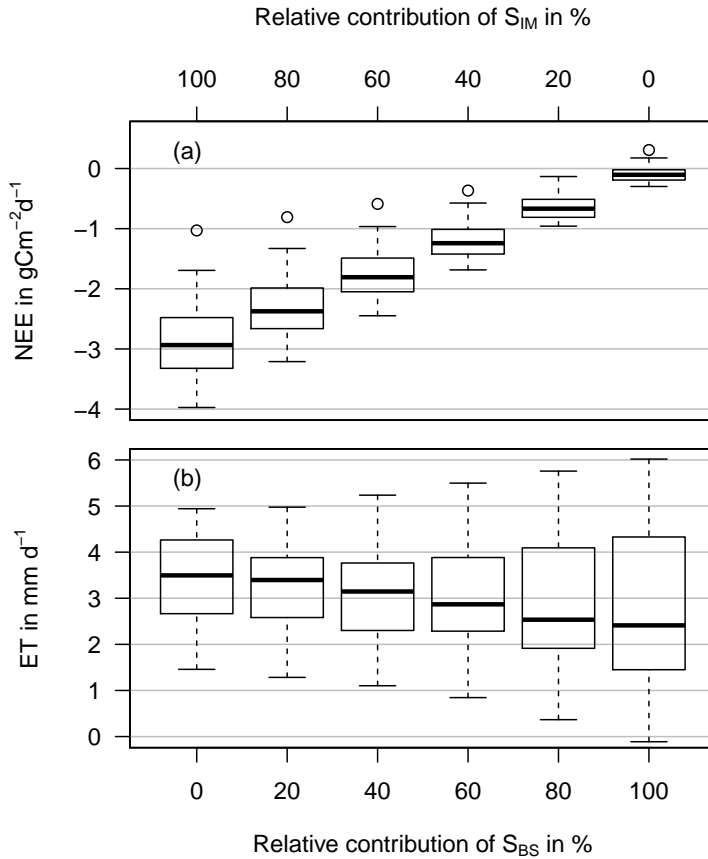 Relative contribution of S_IM in %
100 80 60 40 20 0
(a)
NEE in gCm⁻²d⁻¹
0
−1
−2
−3
−4
(b)
ET in mm d⁻¹
6
5
4
3
2
1
0
0 20 40 60 80 100
Relative contribution of S_BS in %